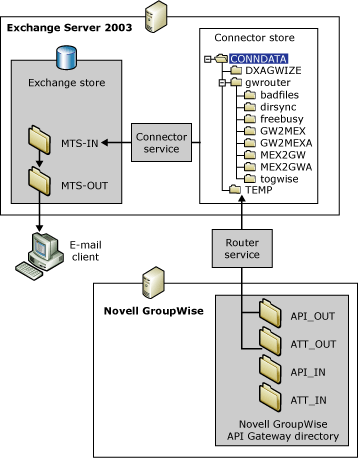 Exchange Server 2003
Exchange store
MTS-IN
MTS-OUT
E-mail
client
Connector
service
Connector store
CONNDATA
DXAGWIZE
gwrouter
badfiles
dirsync
freebusy
GW2MEX
GW2MEXA
MEX2GW
MEX2GWA
togwise
TEMP
Router
service
Novell GroupWise
API_OUT
ATT_OUT
API_IN
ATT_IN
Novell GroupWise
API Gateway directory